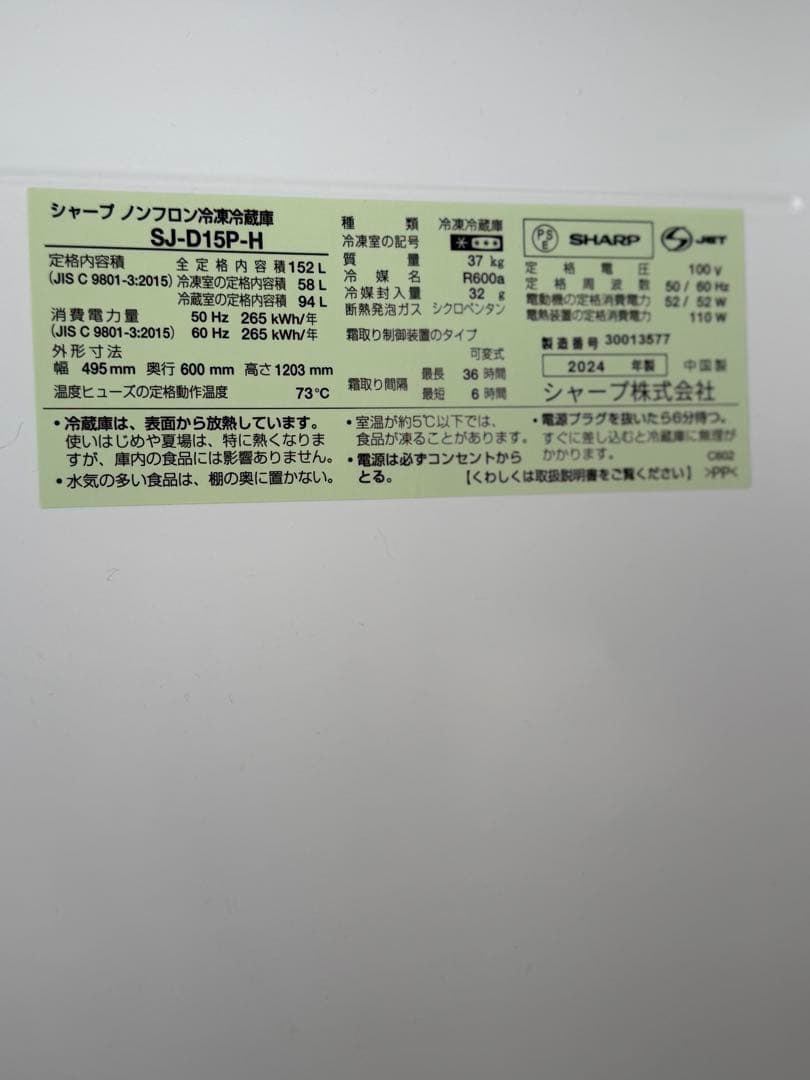 シャープ ノンフロン冷凍冷蔵庫
SJ-D15P-H
定格内容積 全定格内容積 152 L
(JIS C 9801-3:2015) 冷凍室の定格内容積 58 L
冷蔵室の定格内容積 94 L
消費電力量 50 Hz 265 kWh/年
(JIS C 9801-3:2015) 60 Hz 265 kWh/年
外形寸法
幅 495 mm 奥行 600 mm 高さ 1203 mm
温度ヒューズの定格動作温度 73℃
種類 冷凍冷蔵庫
冷凍室の記号
質量 37 kg
冷媒名 R600a
冷媒封入量 32 g
断熱発泡ガス シクロペンタン
霜取り制御装置のタイプ
可変式
霜取り間隔 最長 36 時間
最短 6 時間
PSE SHARP JET
定格電圧 100 V
定格周波数 50 / 60 Hz
電動機の定格消費電力 52 / 52 W
電熱装置の定格消費電力 110 W
製造番号 30013577
2024 年製 中国製
シャープ株式会社
• 冷蔵庫は、表面から放熱しています。
使いはじめや夏場は、特に熱くなりま
すが、庫内の食品には影響ありません。
• 水気の多い食品は、棚の奥に置かない。
• 室温が約5℃以下では、
食品が凍ることがあります。
• 電源は必ずコンセントから
とる。
• 電源プラグを抜いたら6分待つ。
すぐに差し込むと冷蔵庫に無理が
かかります。 C602
【くわしくは取扱説明書をご覧ください】 >PP<